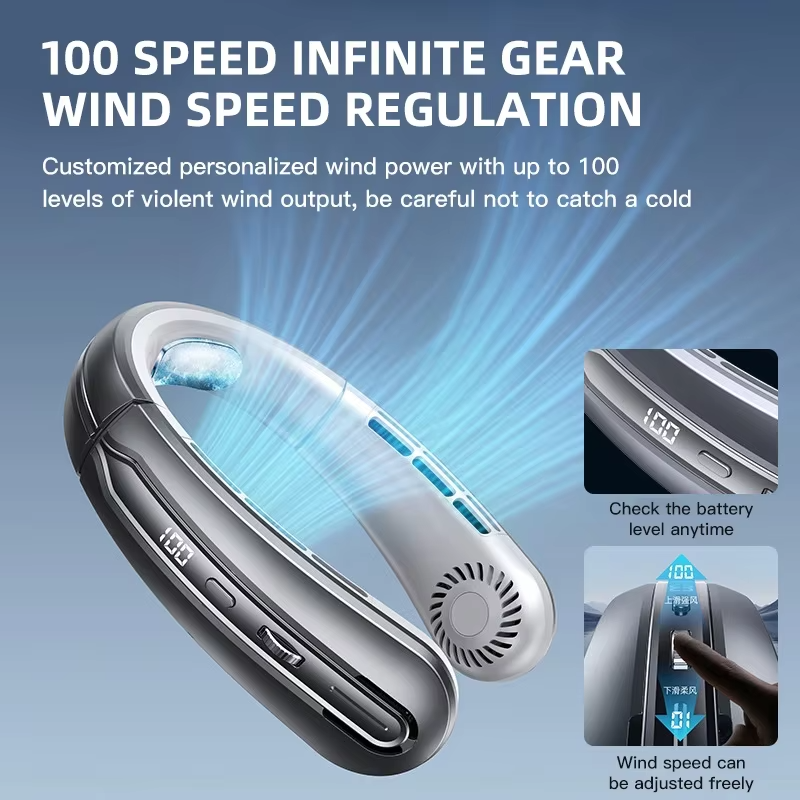 100 SPEED INFINITE GEAR
WIND SPEED REGULATION
Customized personalized wind power with up to 100
levels of violent wind output, be careful not to catch a cold
100
100
Check the battery
level anytime
100
上滑强风
下滑柔风
01
Wind speed can
be adjusted freely